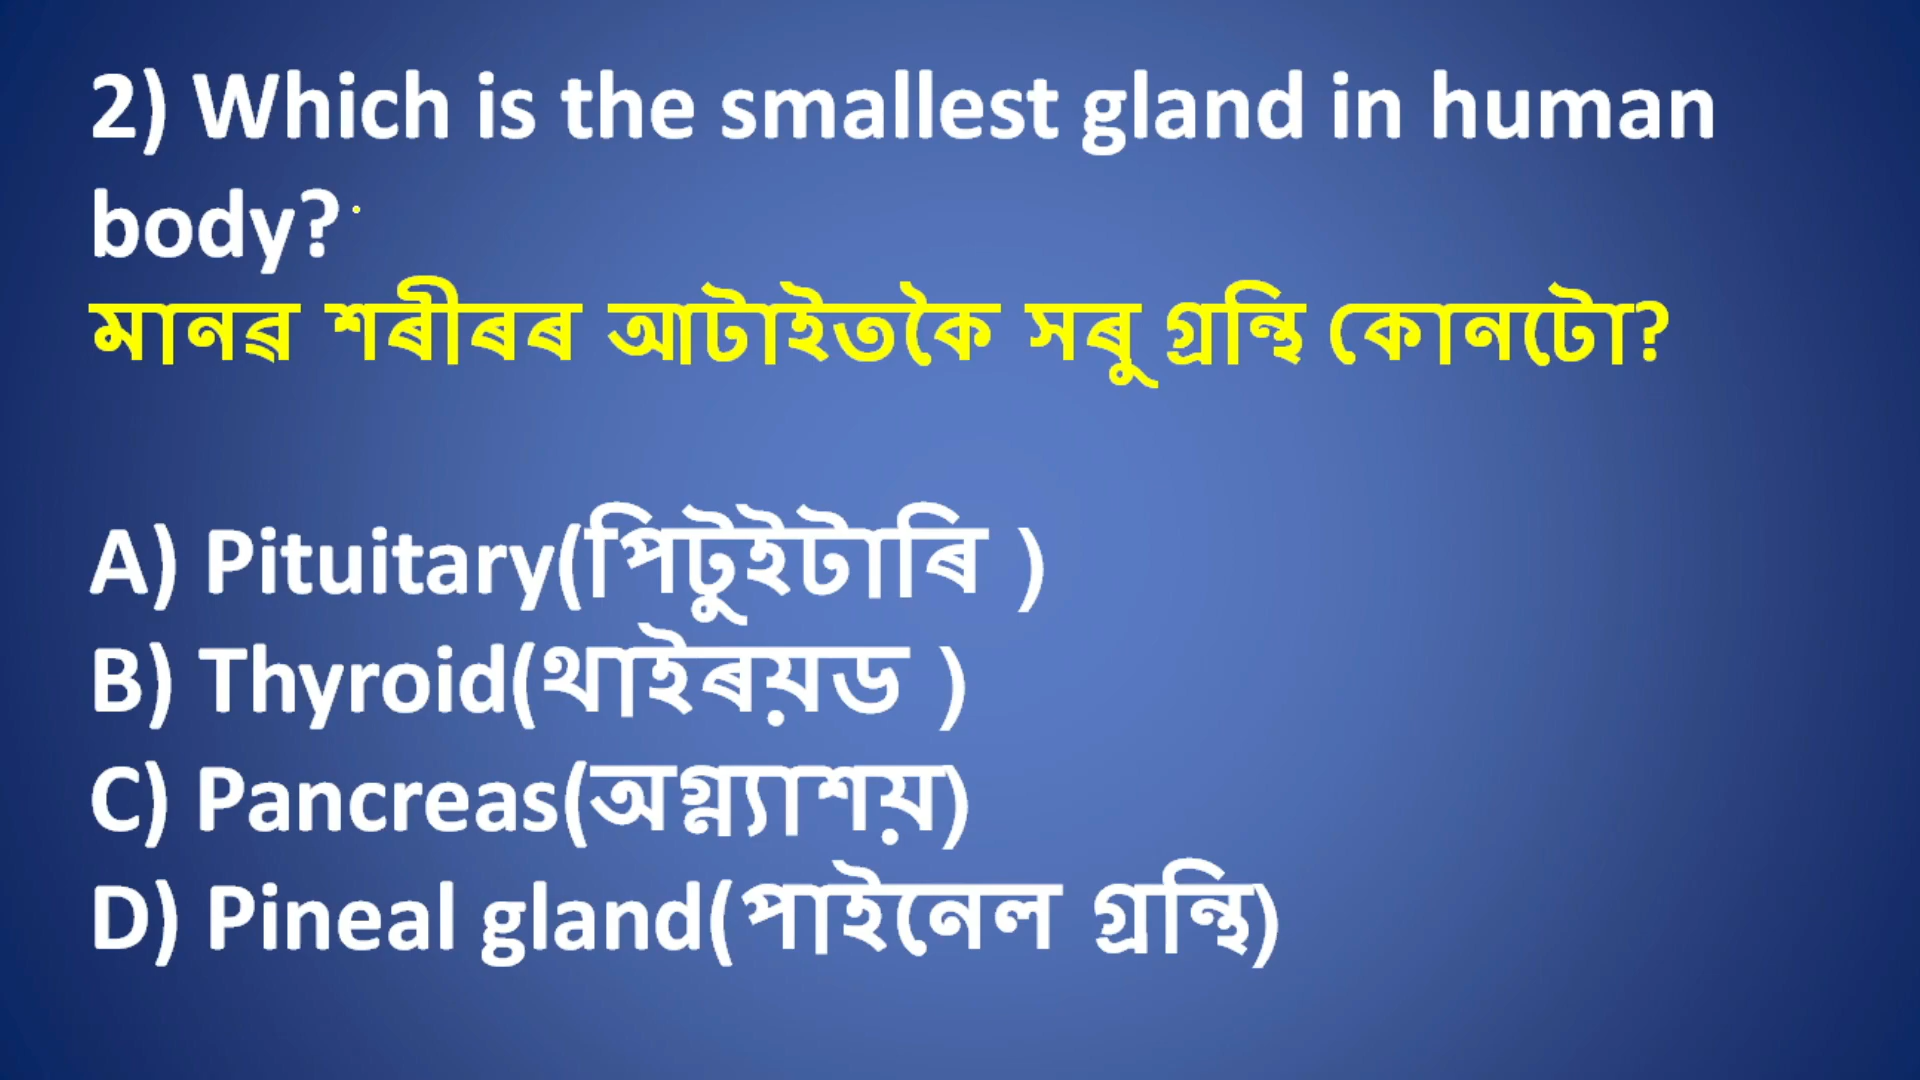 2) Which is the smallest gland in human
body?
মানৱ শৰীৰৰ আটাইতকৈ সৰু গ্ৰন্থি কোনটো?
A) Pituitary(পিটুইটাৰি )
B) Thyroid(থাইৰয়ড )
C) Pancreas(অগ্ন্যাশয়)
D) Pineal gland(পাইনেল গ্ৰন্থি)